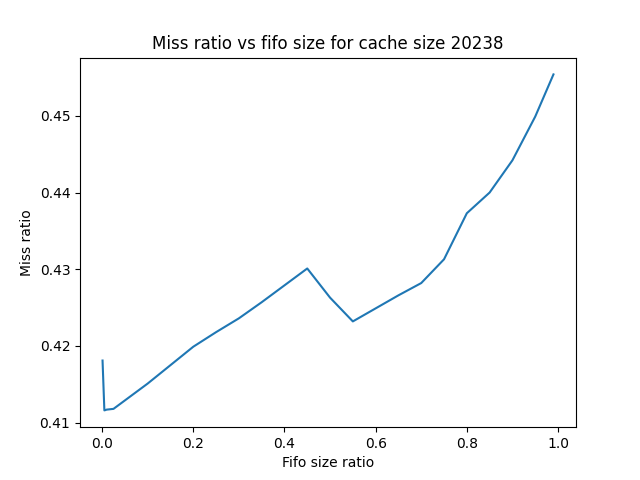 Miss ratio vs fifo size for cache size 20238
0.45
0.44
0.43
0.42
0.41
Miss ratio
0.0 0.2 0.4 0.6 0.8 1.0
Fifo size ratio